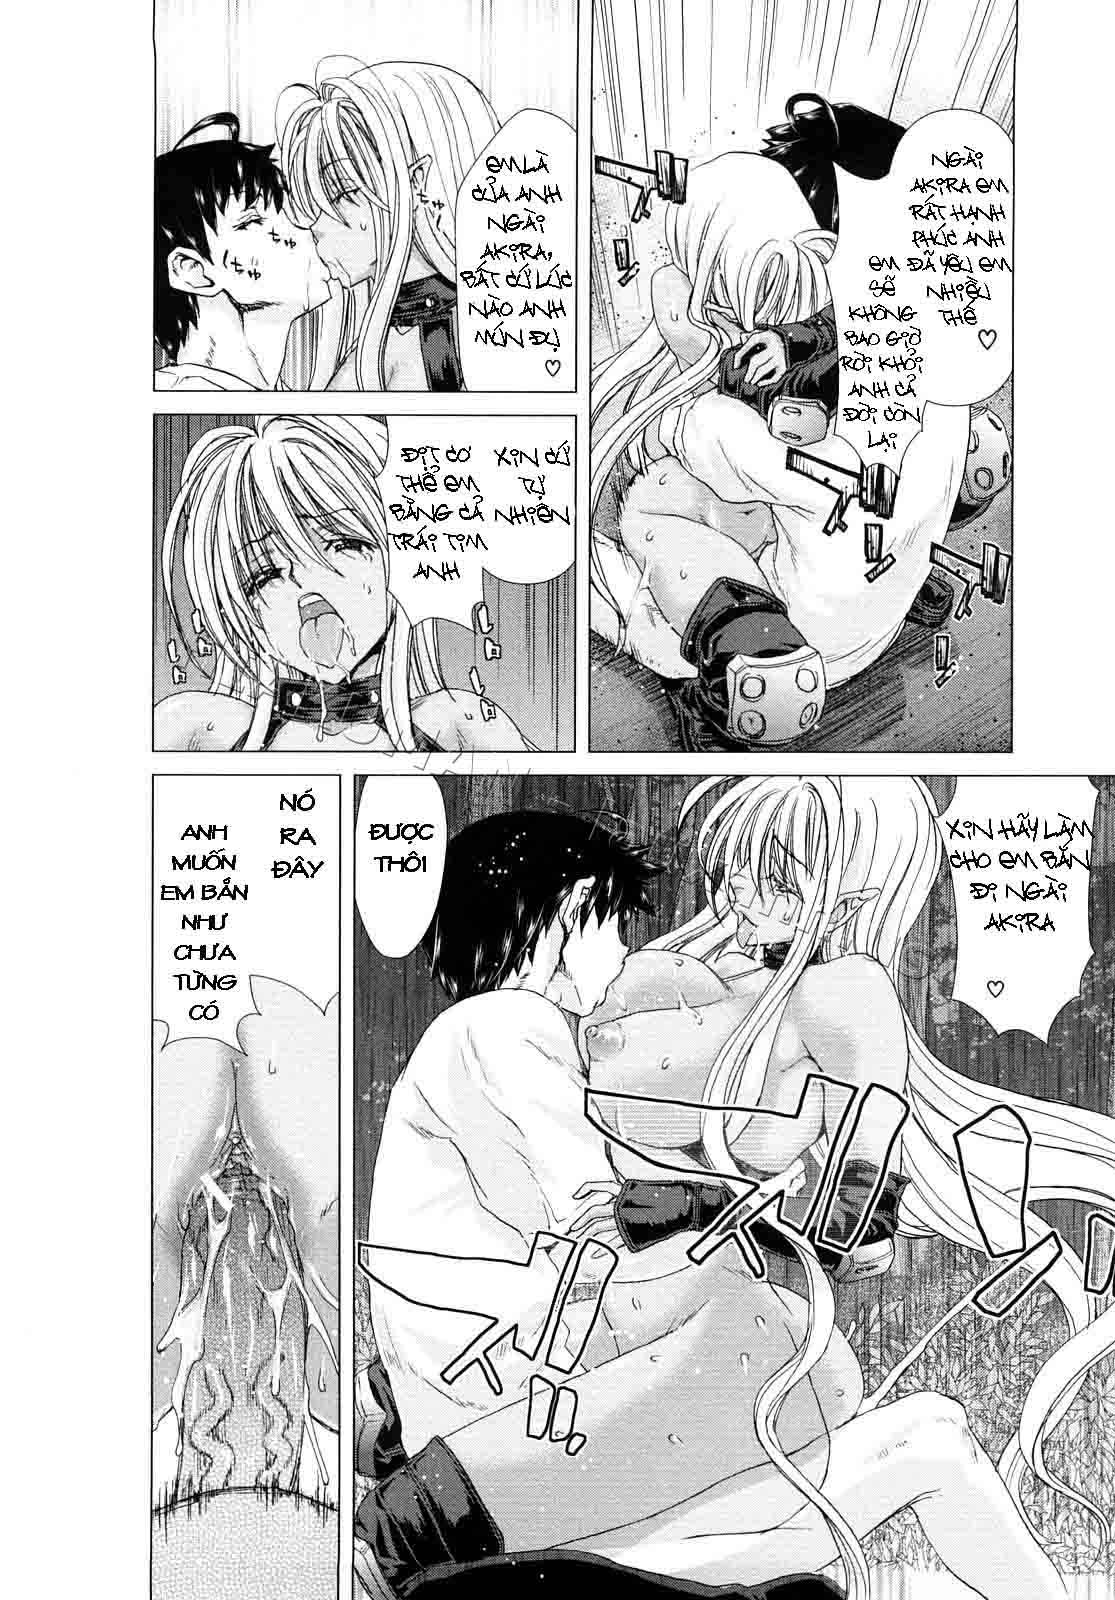 NGÀI
AKIRA EM
RẤT HẠNH
PHÚC ANH
ĐÃ YÊU EM
NHIỀU
THẾ
♡
EM
SẼ
KHÔNG
BAO GIỜ
RỜI KHỎI
ANH CẢ
ĐỜI CÒN
LẠI
EM LÀ
CỦA ANH
NGÀI
AKIRA,
BẤT CỨ LÚC
NÀO ANH
MÚN ĐỤ
♡
XIN CỨ
TỰ
NHIÊN
ĐỊT CƠ
THỂ EM
BẰNG CẢ
TRÁI TIM
ANH
XIN HÃY LÀM
CHO EM BẮN
ĐI NGÀI
AKIRA
♡
ĐƯỢC
THÔI
NÓ
RA
ĐÂY
ANH
MUỐN
EM BẮN
NHƯ
CHƯA
TỪNG
CÓ